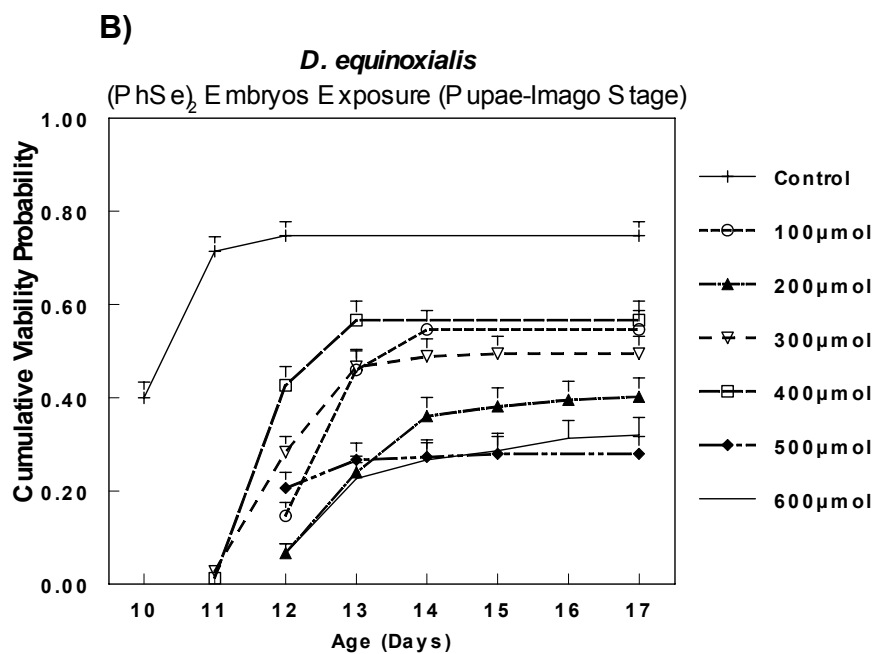 B)
D. equinoxialis
(PhSe)2 Embryos Exposure (Pupae-Imago Stage)
Cumulative Viability Probability
1.00
0.80
0.60
0.40
0.20
0.00
10 11 12 13 14 15 16 17
Age (Days)
Control
100µmol
200µmol
300µmol
400µmol
500µmol
600µmol